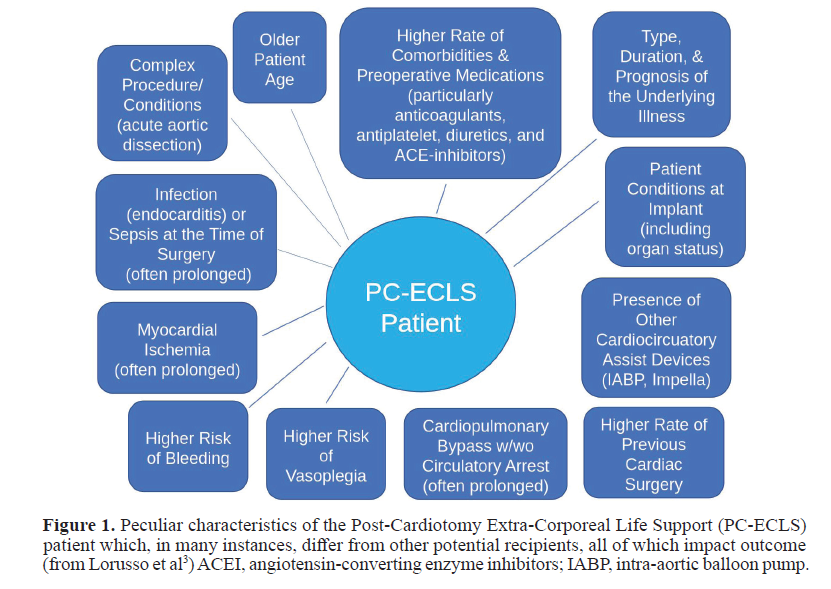 Older
Patient
Age
Higher Rate of
Comorbidities &
Preoperative Medications
(particularly
anticoagulants,
antiplatelet, diuretics, and
ACE-inhibitors)
Type,
Duration, &
Prognosis of
the Underlying
Illness
Complex
Procedure/
Conditions
(acute aortic
dissection)
Patient
Conditions at
Implant
(including
organ status)
Infection
(endocarditis) or
Sepsis at the Time of
Surgery
(often prolonged)
PC-ECLS
Patient
Presence of
Other
Cardiocircuatory
Assist Devices
(IABP, Impella)
Myocardial
Ischemia
(often prolonged)
Higher Risk
of Bleeding
Higher Risk
of
Vasoplegia
Cardiopulmonary
Bypass w/wo
Circulatory Arrest
(often prolonged)
Higher Rate of
Previous
Cardiac
Surgery
Figure 1. Peculiar characteristics of the Post-Cardiotomy Extra-Corporeal Life Support (PC-ECLS)
patient which, in many instances, differ from other potential recipients, all of which impact outcome
(from Lorusso et al3) ACEI, angiotensin-converting enzyme inhibitors; IABP, intra-aortic balloon pump.